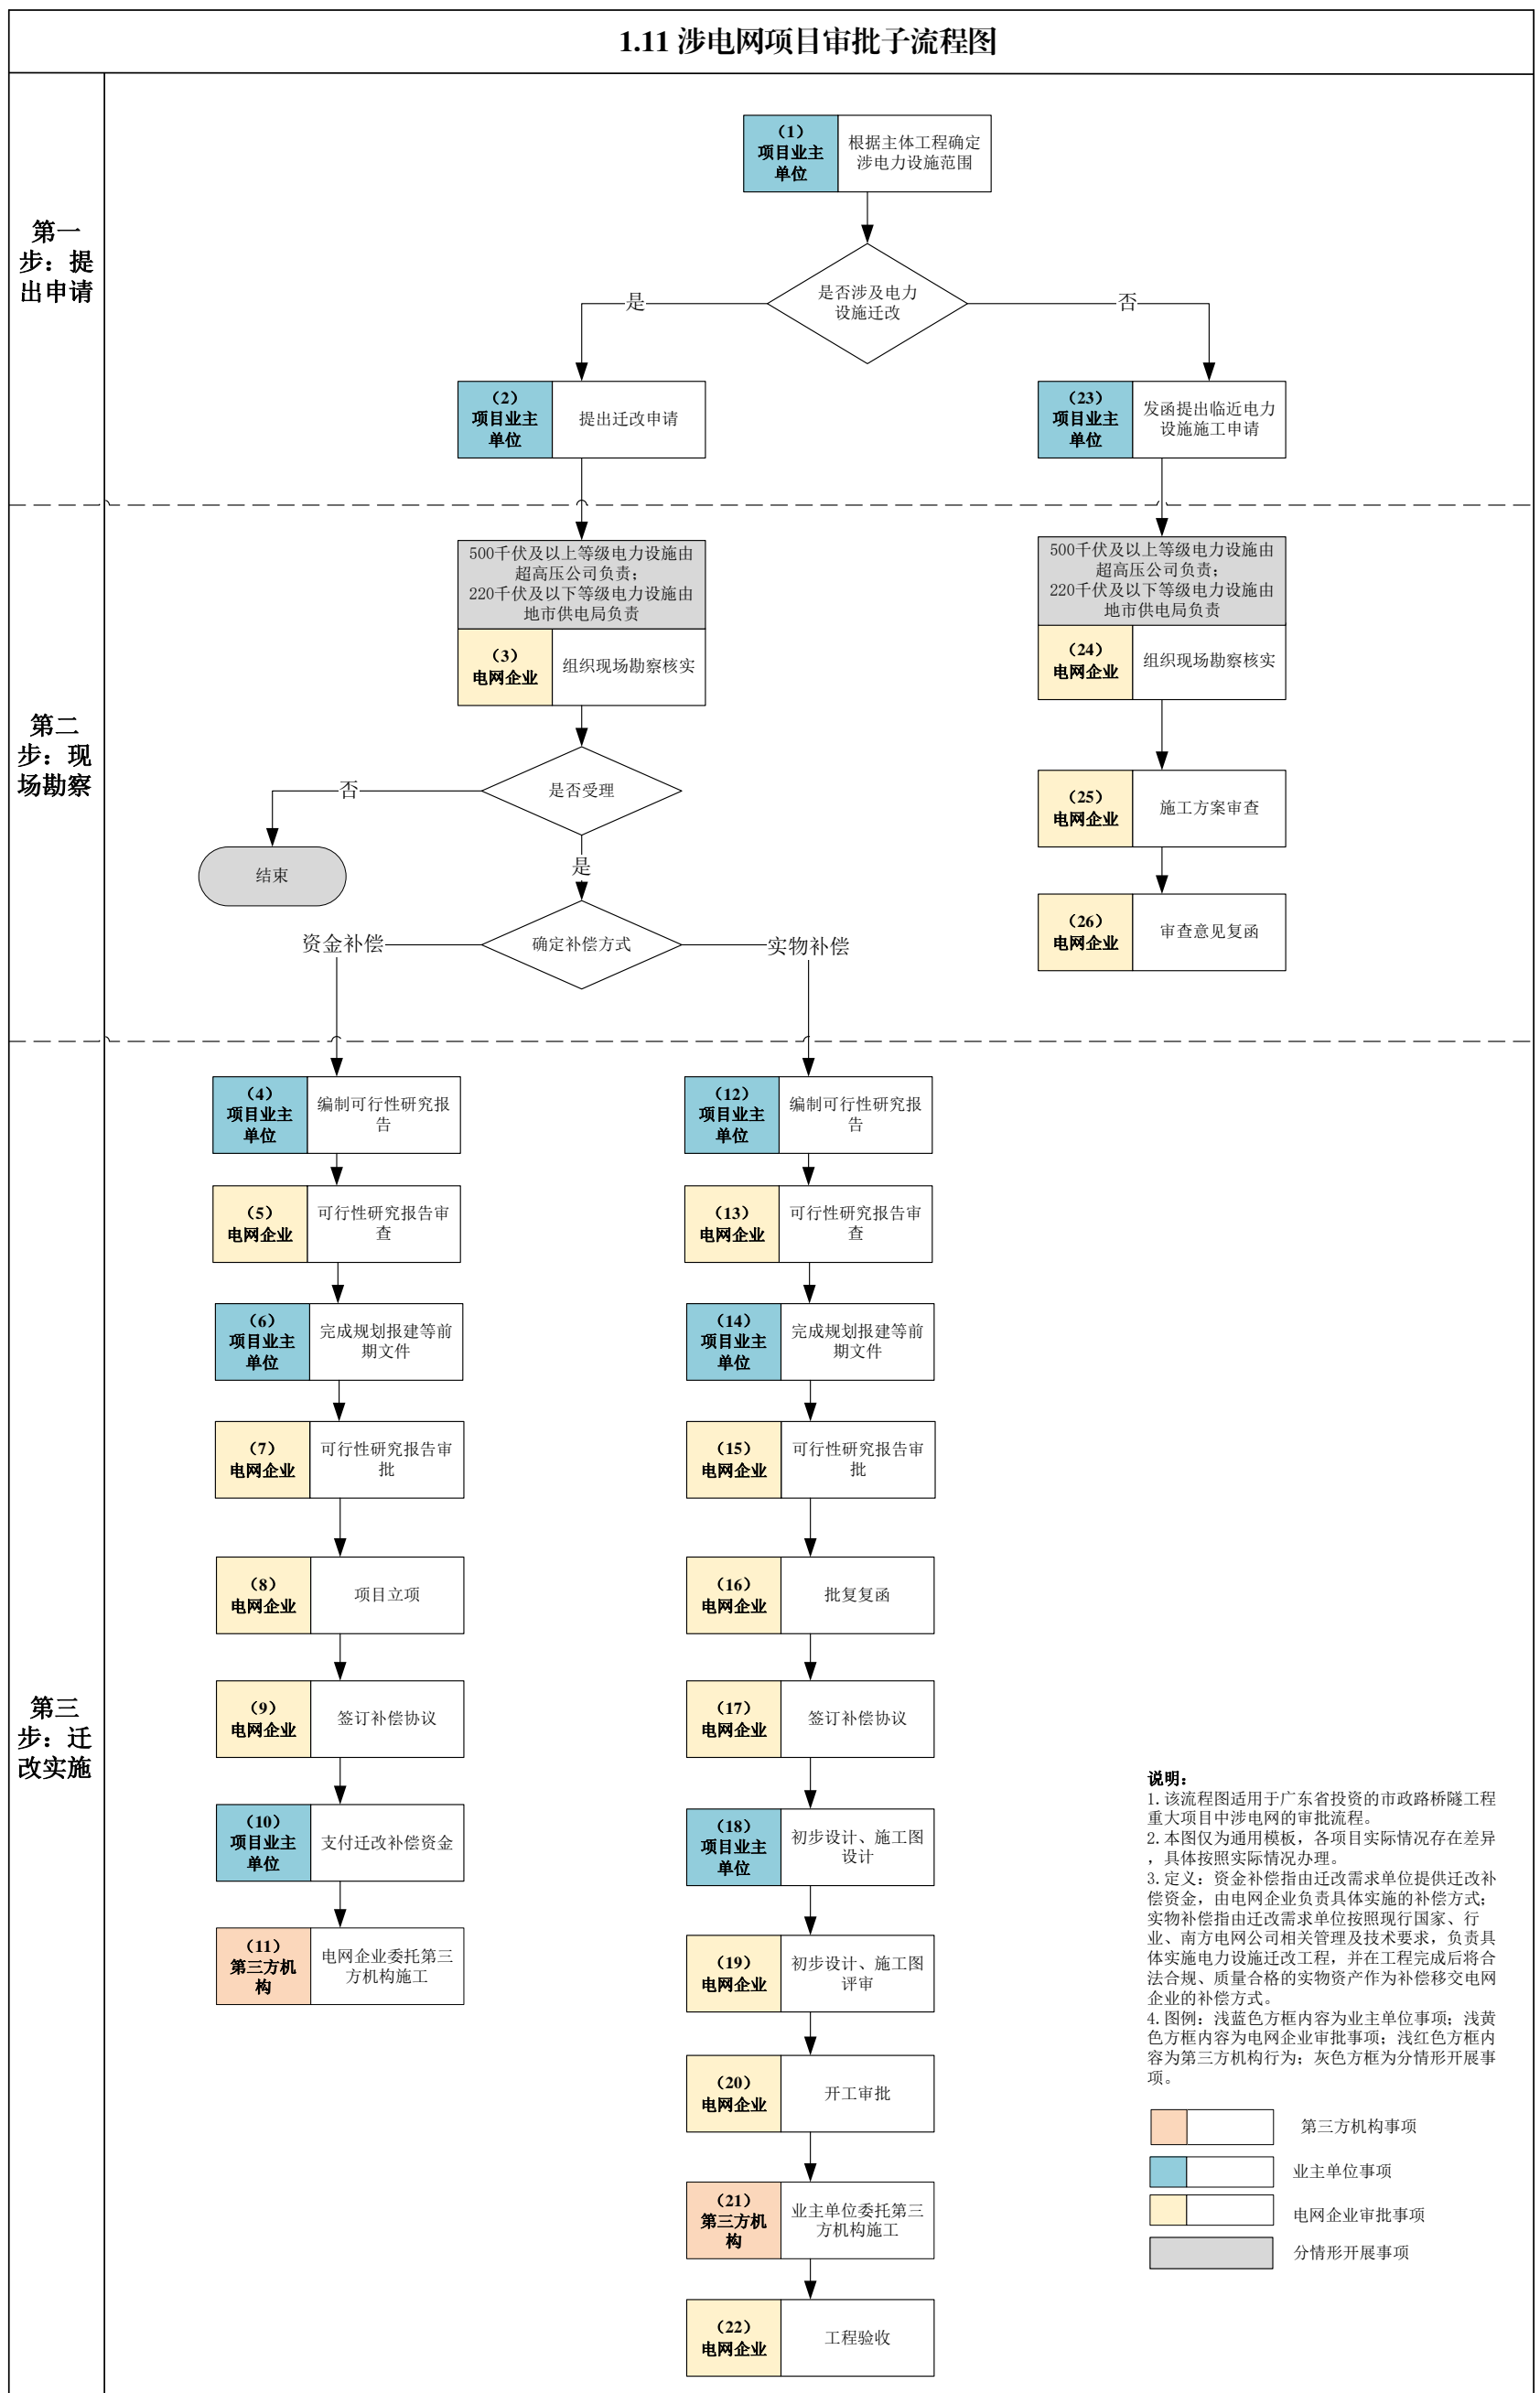 1.11 涉电网项目审批子流程图
第一
步：提
出申请
（1）
项目业主
单位
根据主体工程确定
涉电力设施范围
是否涉及电力
设施迁改
是
否
（2）
项目业主
单位
提出迁改申请
（23）
项目业主
单位
发函提出临近电力
设施施工申请
第二
步：现
场勘察
500千伏及以上等级电力设施由
超高压公司负责；
220千伏及以下等级电力设施由
地市供电局负责
（3）
电网企业
组织现场勘察核实
500千伏及以上等级电力设施由
超高压公司负责；
220千伏及以下等级电力设施由
地市供电局负责
（24）
电网企业
组织现场勘察核实
是否受理
否
结束
是
（25）
电网企业
施工方案审查
确定补偿方式
资金补偿
实物补偿
（26）
电网企业
审查意见复函
第三
步：迁
改实施
（4）
项目业主
单位
编制可行性研究报
告
（5）
电网企业
可行性研究报告审
查
（6）
项目业主
单位
完成规划报建等前
期文件
（7）
电网企业
可行性研究报告审
批
（8）
电网企业
项目立项
（9）
电网企业
签订补偿协议
（10）
项目业主
单位
支付迁改补偿资金
（11）
第三方机
构
电网企业委托第三
方机构施工
（12）
项目业主
单位
编制可行性研究报
告
（13）
电网企业
可行性研究报告审
查
（14）
项目业主
单位
完成规划报建等前
期文件
（15）
电网企业
可行性研究报告审
批
（16）
电网企业
批复复函
（17）
电网企业
签订补偿协议
（18）
项目业主
单位
初步设计、施工图
设计
（19）
电网企业
初步设计、施工图
评审
（20）
电网企业
开工审批
（21）
第三方机
构
业主单位委托第三
方机构施工
（22）
电网企业
工程验收
说明：
1.该流程图适用于广东省投资的市政路桥隧工程
重大项目中涉电网的审批流程。
2.本图仅为通用模板，各项目实际情况存在差异
，具体按照实际情况办理。
3.定义：资金补偿指由迁改需求单位提供迁改补
偿资金，由电网企业负责具体实施的补偿方式；
实物补偿指由迁改需求单位按照现行国家、行
业、南方电网公司相关管理及技术要求，负责具
体实施电力设施迁改工程，并在工程完成后将合
法合规、质量合格的实物资产作为补偿移交电网
企业的补偿方式。
4.图例：浅蓝色方框内容为业主单位事项；浅黄
色方框内容为电网企业审批事项；浅红色方框内
容为第三方机构行为；灰色方框为分情形开展事
项。
第三方机构事项
业主单位事项
电网企业审批事项
分情形开展事项